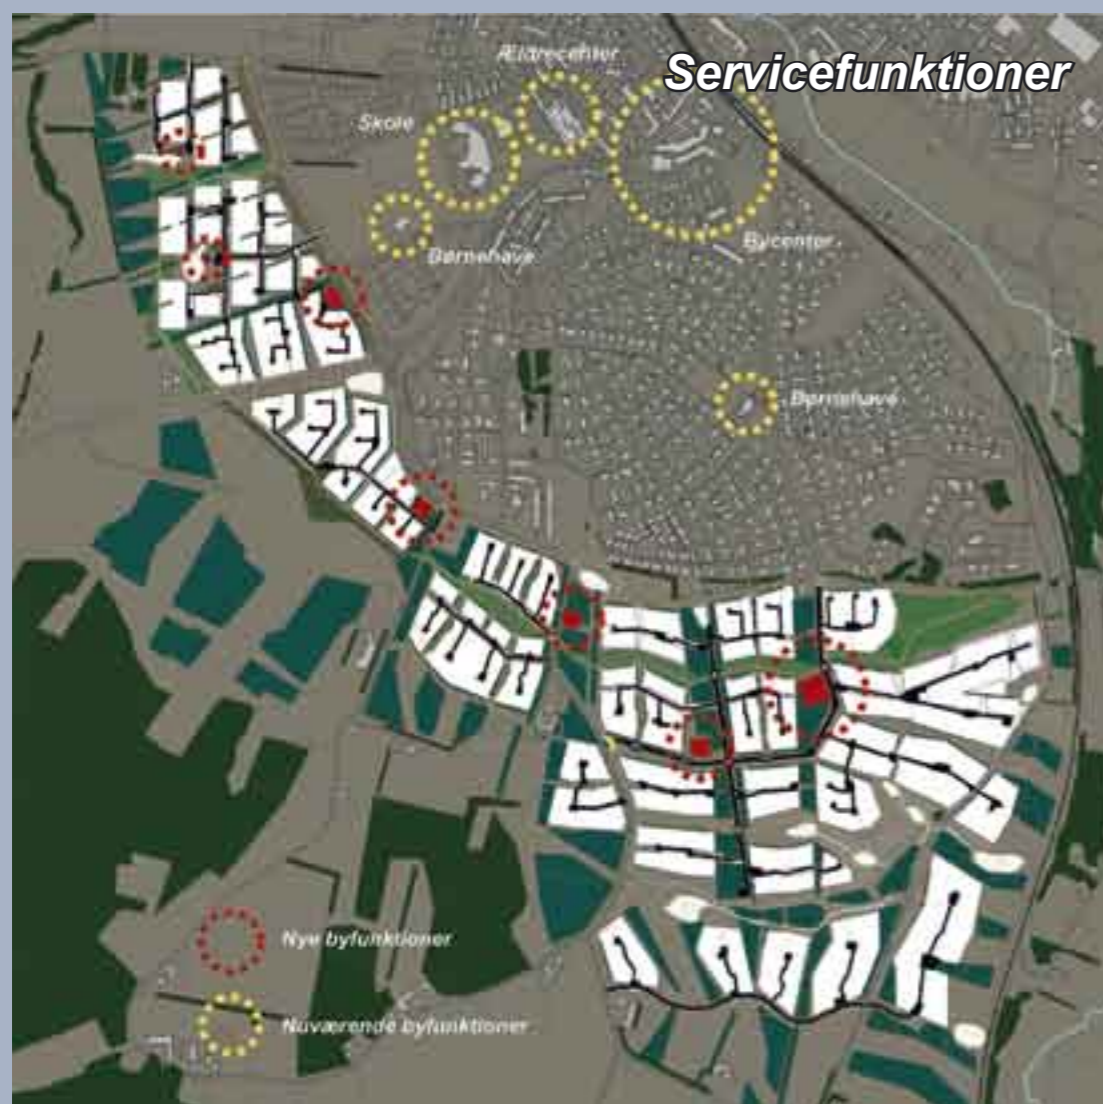 Servicefunktioner
Ældrecenter
Skole
Børnehave
Bycenter
Børnehave
Nye byfunktioner
Nuværende byfunktioner